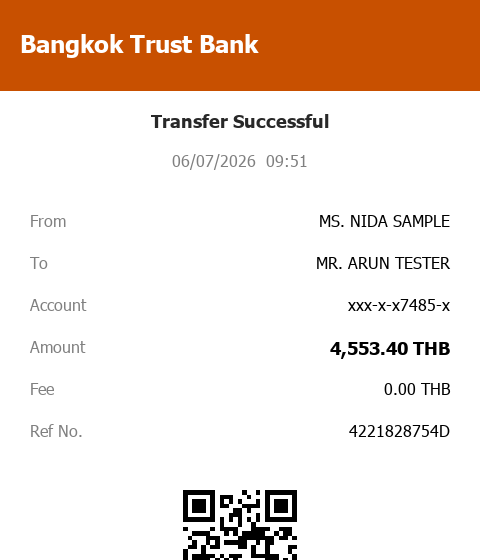 Bangkok Trust Bank
Transfer Successful
06/07/2026 09:51
From MS. NIDA SAMPLE
To MR. ARUN TESTER
Account xxx-x-x7485-x
Amount 4,553.40 THB
Fee 0.00 THB
Ref No. 4221828754D